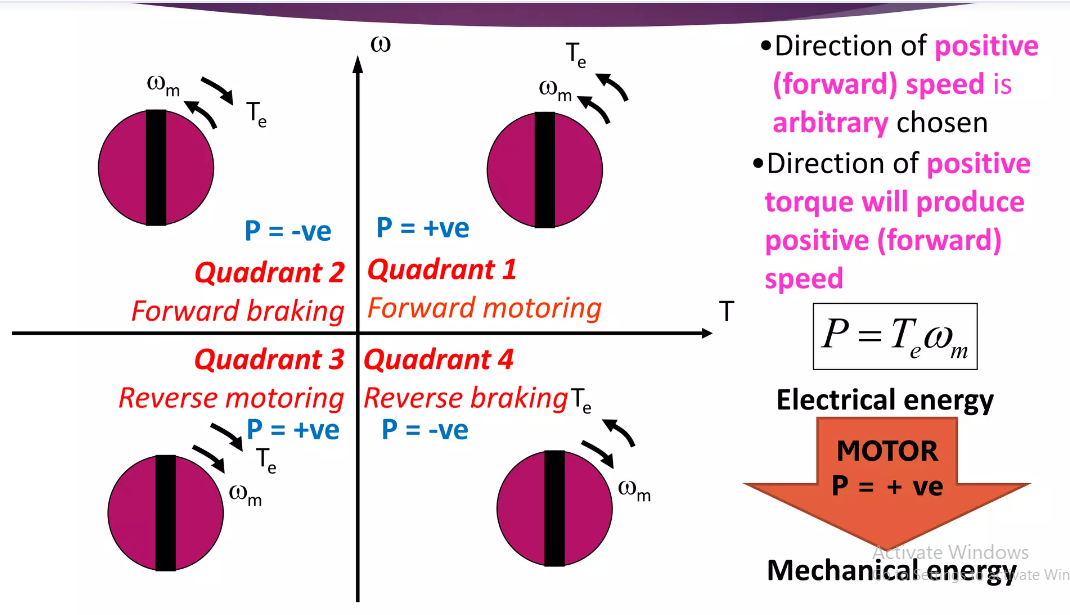 ω
T
ωm
Te
P = -ve
Quadrant 2
Forward braking
Te
ωm
P = +ve
Quadrant 1
Forward motoring
Quadrant 3
Reverse motoring
P = +ve
Te
ωm
Quadrant 4
Reverse braking
P = -ve
Te
ωm
•Direction of positive
(forward) speed is
arbitrary chosen
•Direction of positive
torque will produce
positive (forward)
speed
P = Teωm
Electrical energy
MOTOR
P = + ve
Mechanical energy
Activate Windows